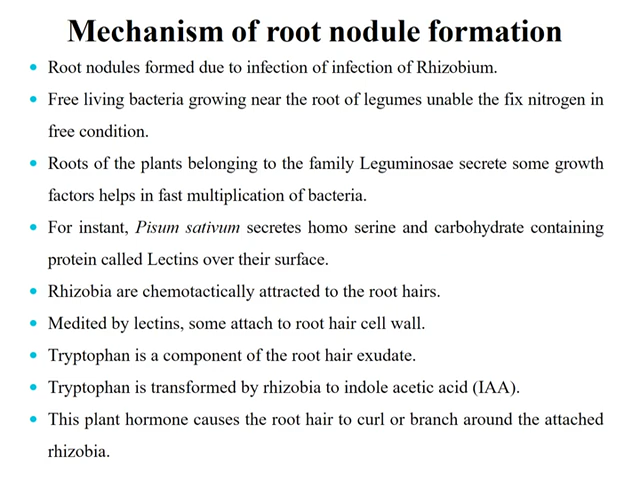 Mechanism of root nodule formation
• Root nodules formed due to infection of infection of Rhizobium.
• Free living bacteria growing near the root of legumes unable the fix nitrogen in
free condition.
• Roots of the plants belonging to the family Leguminosae secrete some growth
factors helps in fast multiplication of bacteria.
• For instant, Pisum sativum secretes homo serine and carbohydrate containing
protein called Lectins over their surface.
• Rhizobia are chemotactically attracted to the root hairs.
• Medited by lectins, some attach to root hair cell wall.
• Tryptophan is a component of the root hair exudate.
• Tryptophan is transformed by rhizobia to indole acetic acid (IAA).
• This plant hormone causes the root hair to curl or branch around the attached
rhizobia.